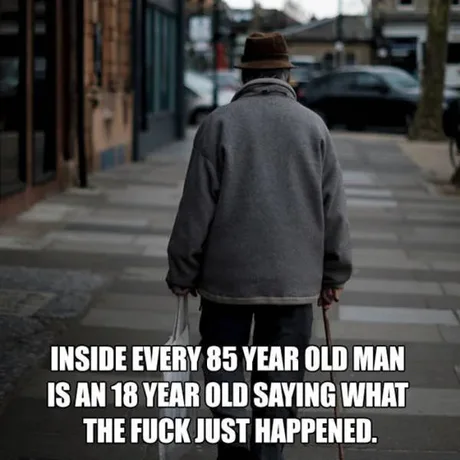 INSIDE EVERY 85 YEAR OLD MAN
IS AN 18 YEAR OLD SAYING WHAT
THE FUCK JUST HAPPENED.